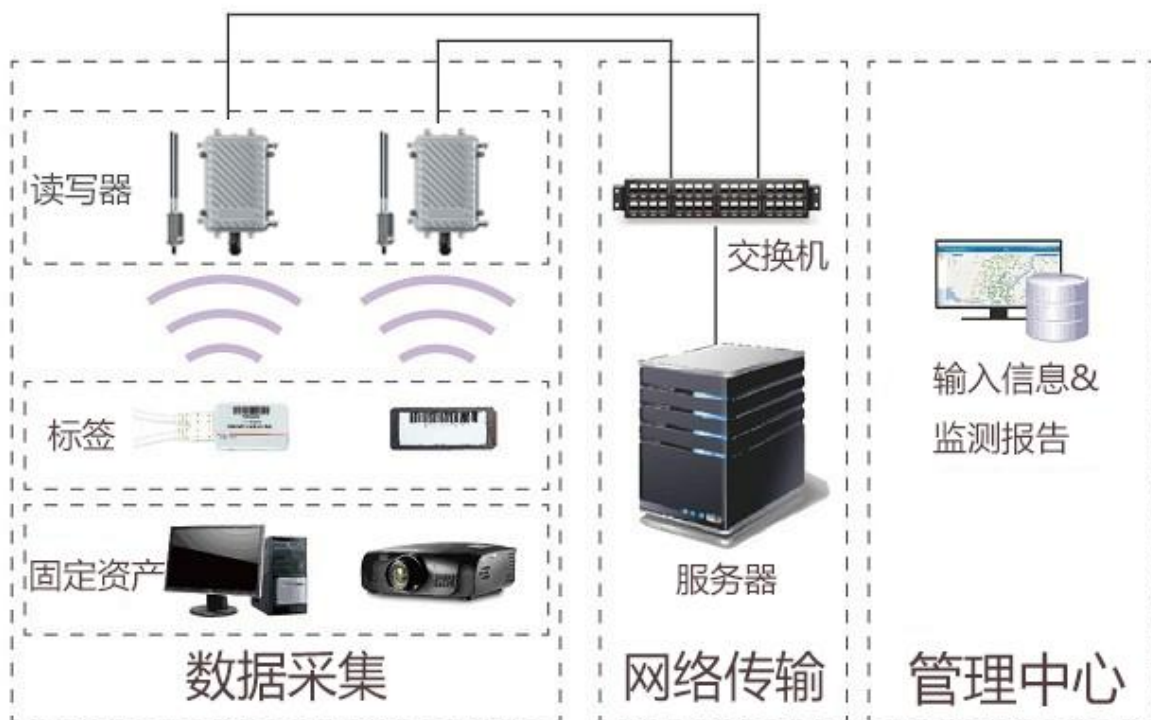 读写器
标签
固定资产
数据采集
交换机
服务器
网络传输
输入信息&
监测报告
管理中心